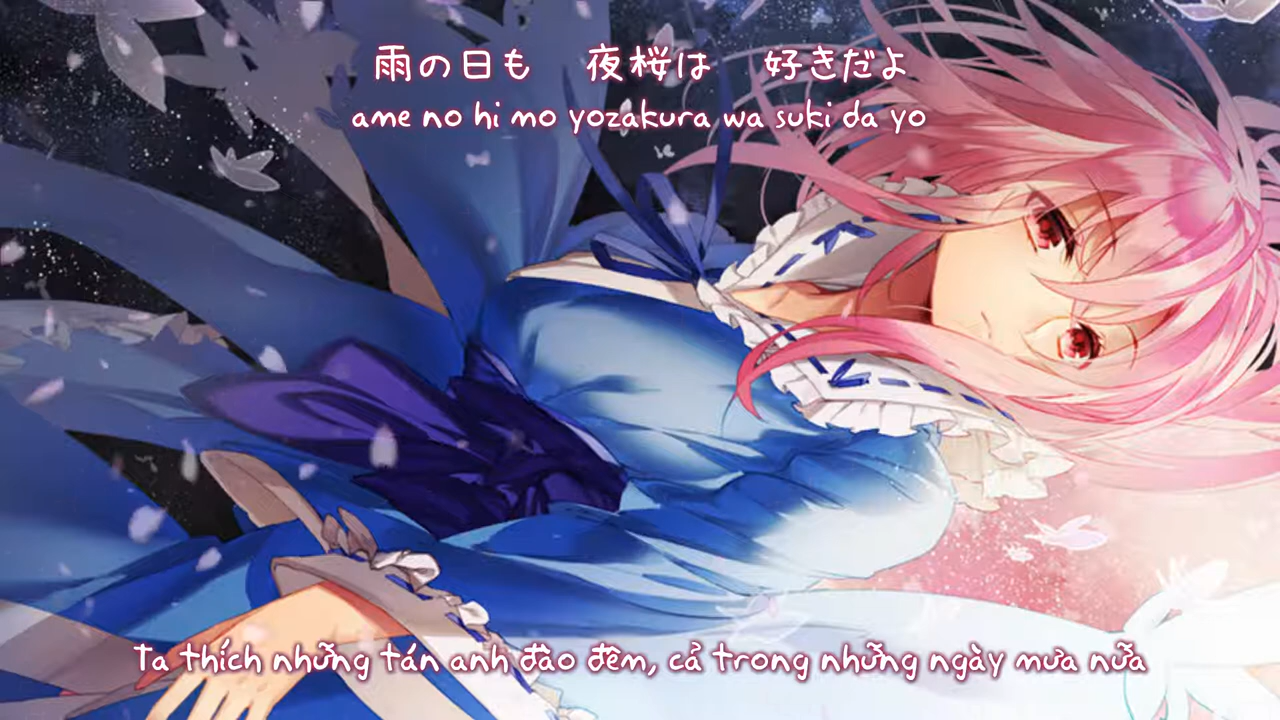 雨の日も　夜桜は　好きだよ
ame no hi mo yozakura wa suki da yo
Ta thích những tán anh đào đêm, cả trong những ngày mưa nữa